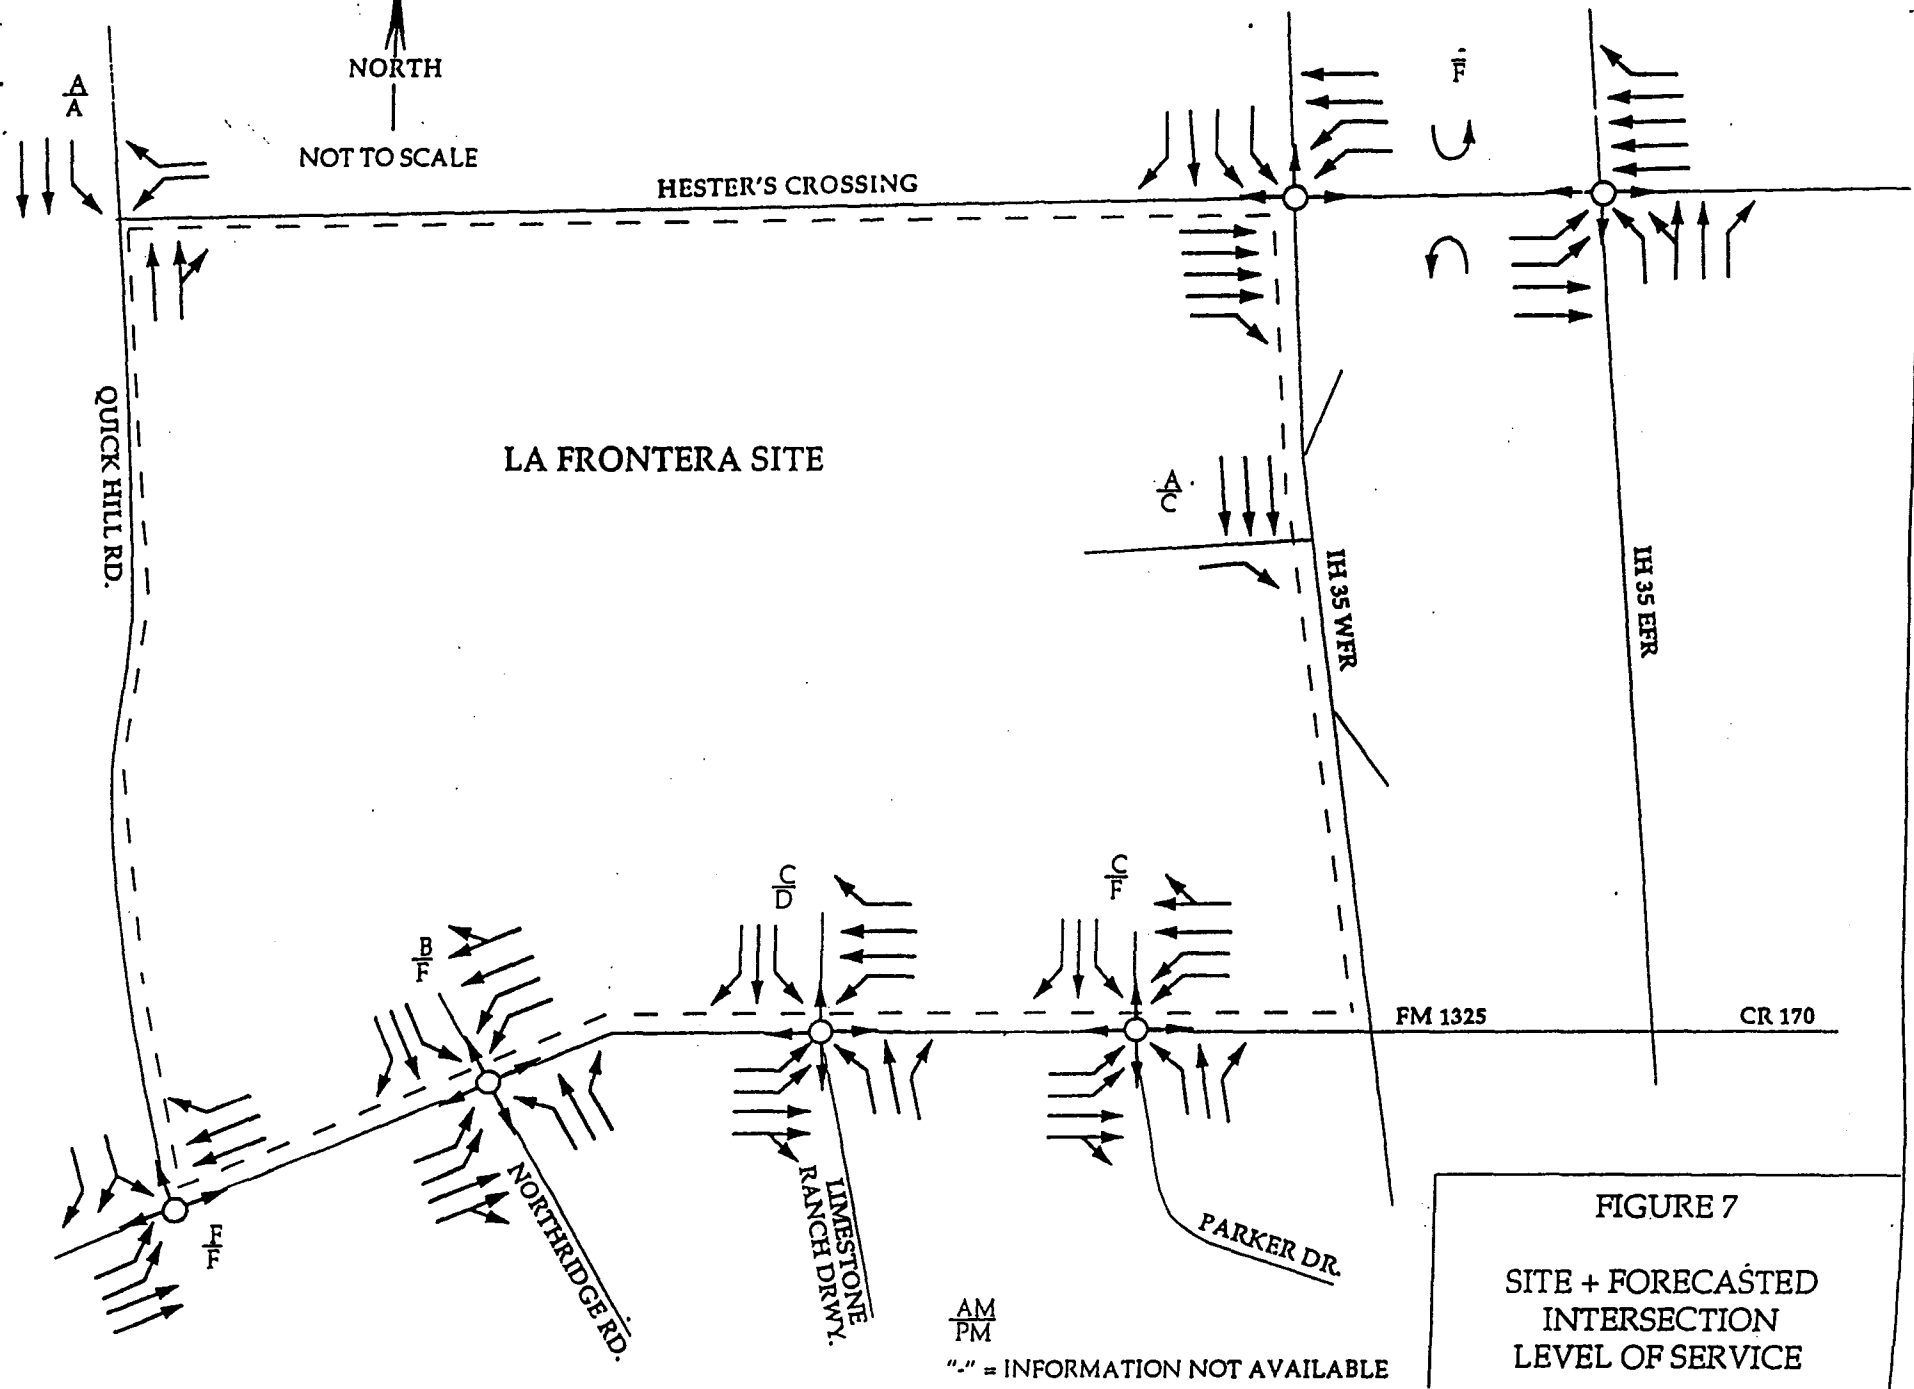 NORTH
NOT TO SCALE
A
A
-
F
HESTER'S CROSSING
QUICK HILL RD.
LA FRONTERA SITE
A
C
IH 35 WFR
IH 35 EFR
C
D
C
F
B
F
FM 1325
CR 170
F
F
NORTHRIDGE RD.
LIMESTONE
RANCH DRWY.
PARKER DR.
AM
PM
"-" = INFORMATION NOT AVAILABLE
FIGURE 7
SITE + FORECASTED
INTERSECTION
LEVEL OF SERVICE